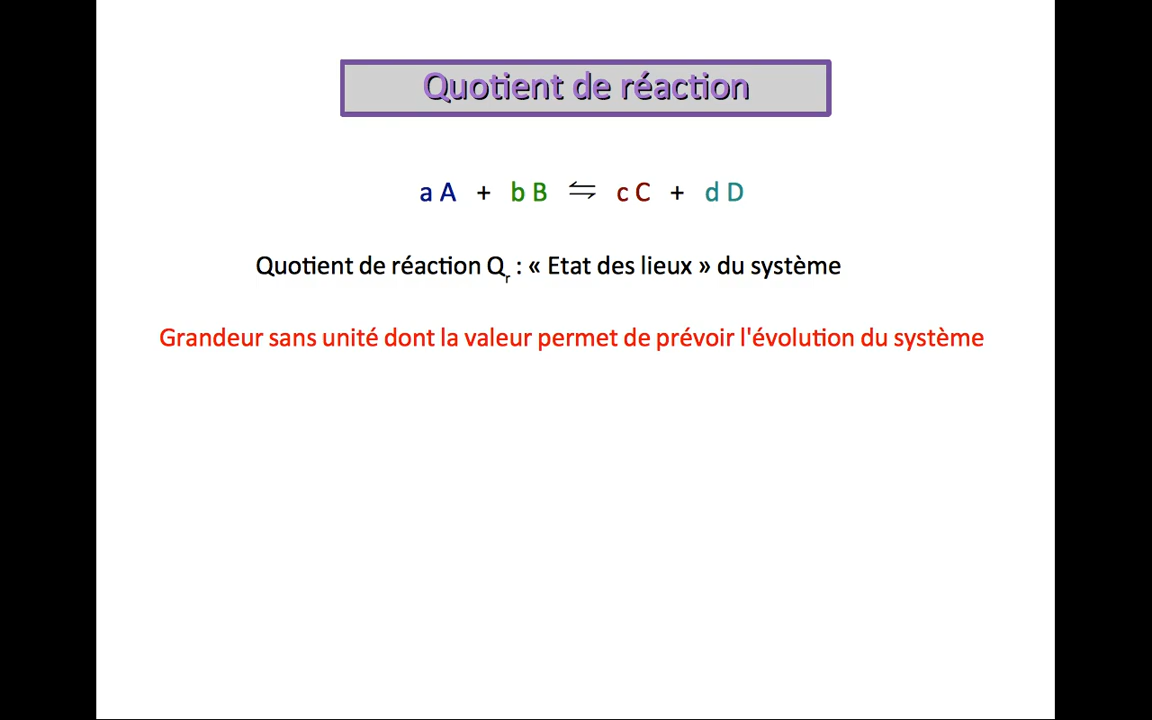 Quotient de réaction
a A + b B ⇋ c C + d D
Quotient de réaction Qr : « Etat des lieux » du système
Grandeur sans unité dont la valeur permet de prévoir l'évolution du système